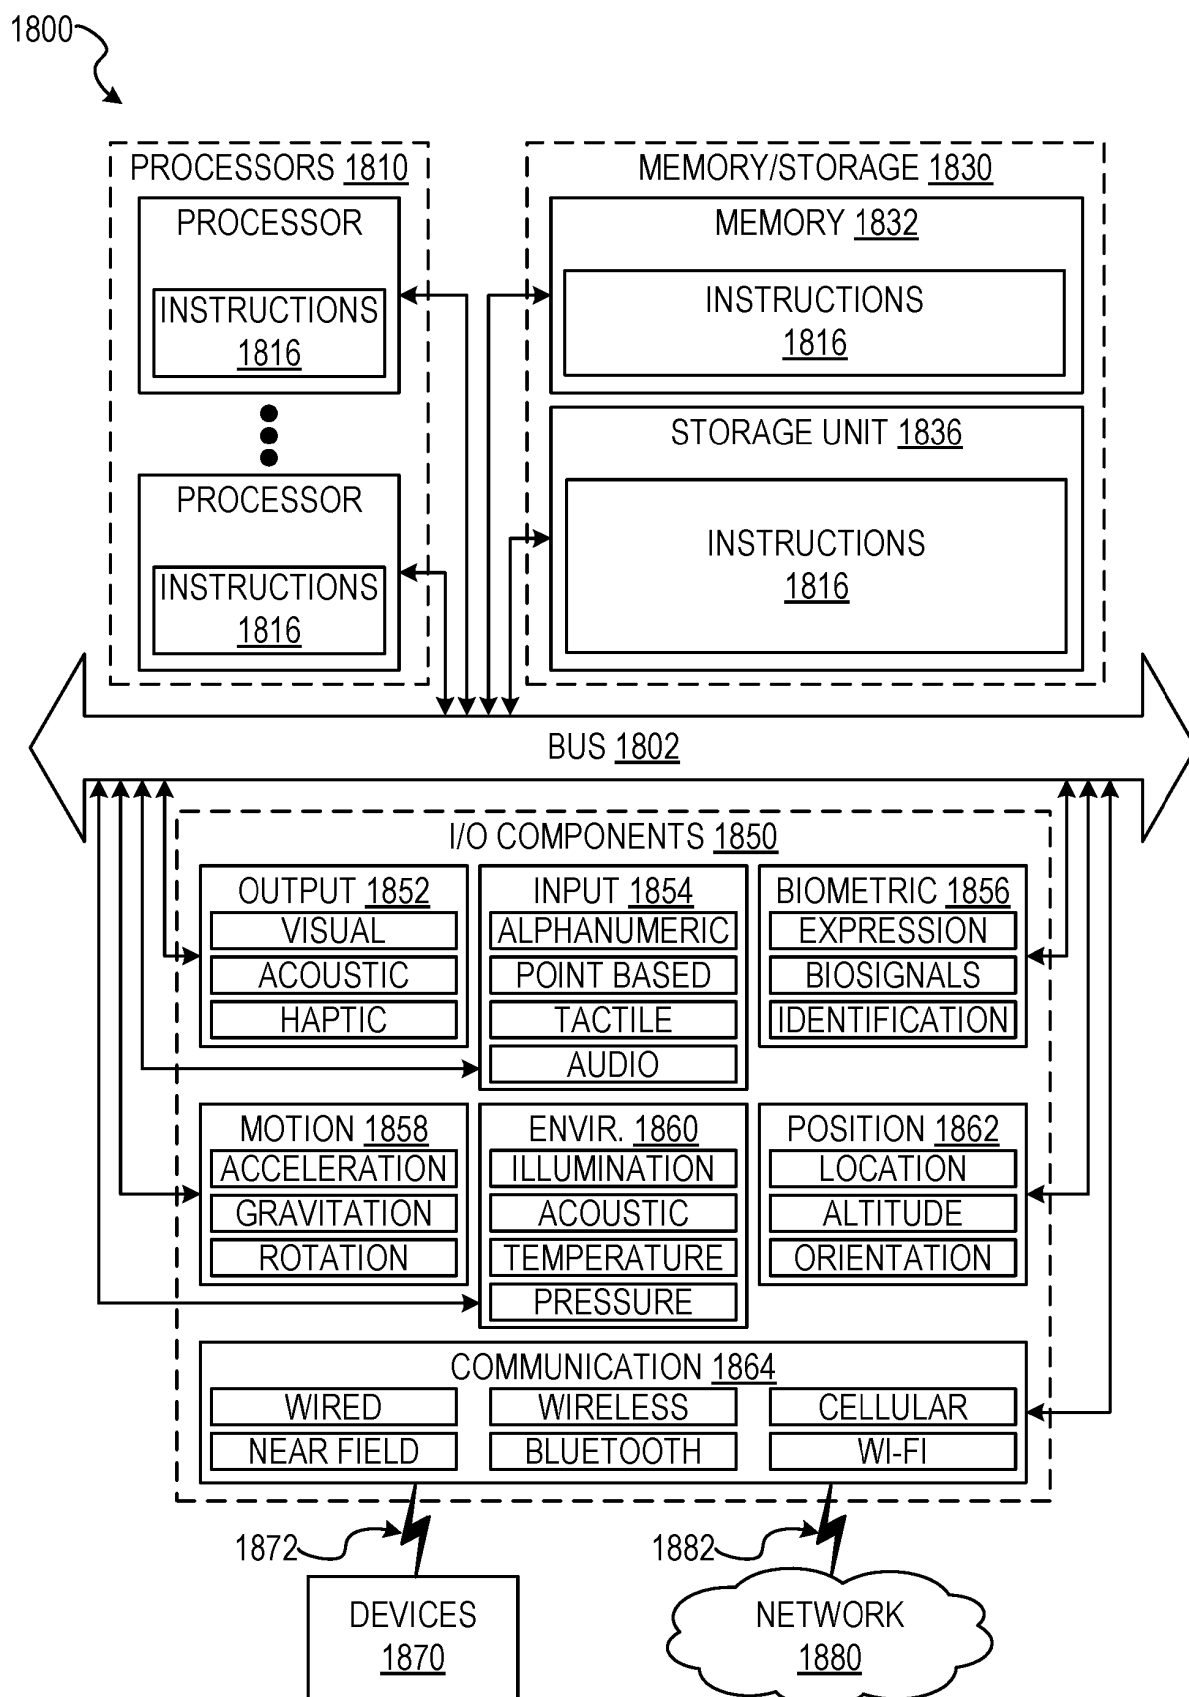 1800
PROCESSORS 1810
PROCESSOR
INSTRUCTIONS
1816
PROCESSOR
INSTRUCTIONS
1816
MEMORY/STORAGE 1830
MEMORY 1832
INSTRUCTIONS
1816
STORAGE UNIT 1836
INSTRUCTIONS
1816
BUS 1802
I/O COMPONENTS 1850
OUTPUT 1852
VISUAL
ACOUSTIC
HAPTIC
INPUT 1854
ALPHANUMERIC
POINT BASED
TACTILE
AUDIO
BIOMETRIC 1856
EXPRESSION
BIOSIGNALS
IDENTIFICATION
MOTION 1858
ACCELERATION
GRAVITATION
ROTATION
ENVIR. 1860
ILLUMINATION
ACOUSTIC
TEMPERATURE
PRESSURE
POSITION 1862
LOCATION
ALTITUDE
ORIENTATION
COMMUNICATION 1864
WIRED
WIRELESS
CELLULAR
NEAR FIELD
BLUETOOTH
WI-FI
1872
1882
DEVICES
1870
NETWORK
1880